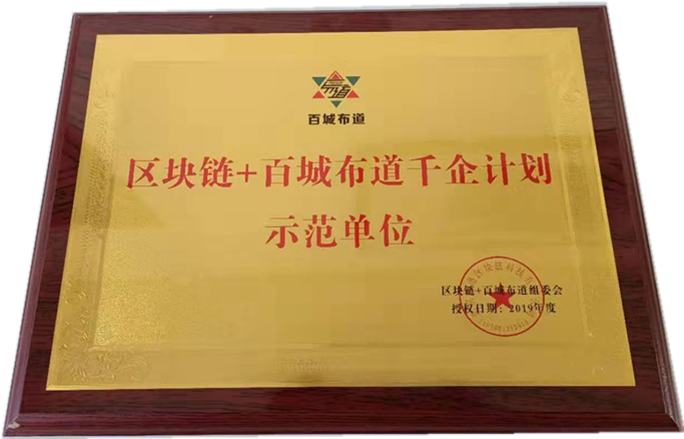 百城布道
区块链+百城布道千企计划
示范单位
区块链+百城布道组委会
授权日期：2019年度